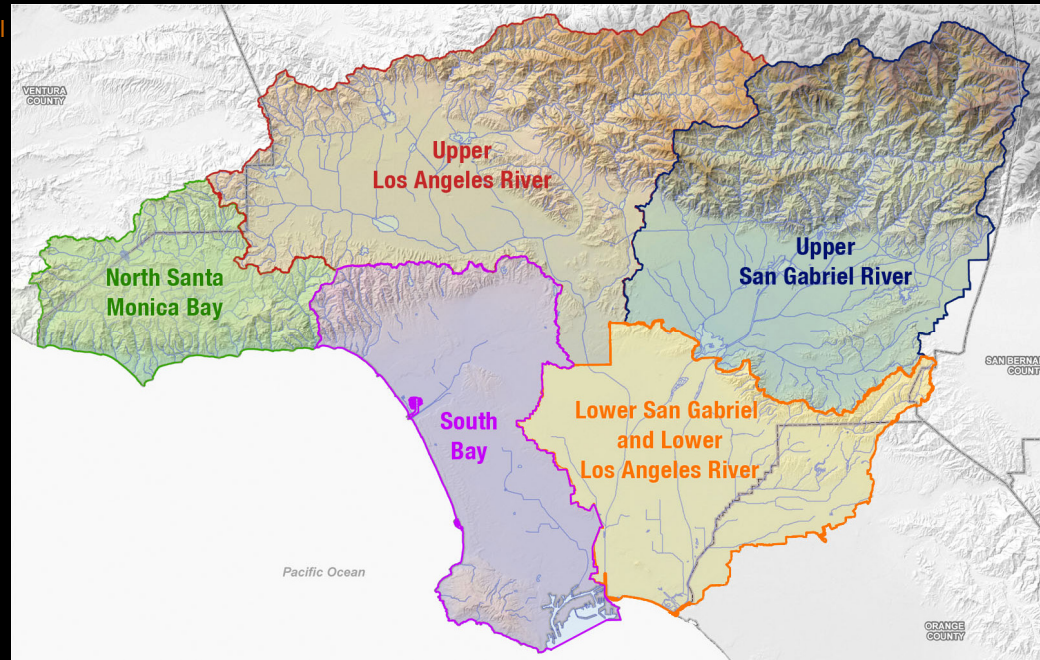 VENTURA
COUNTY
Upper
Los Angeles River
Upper
San Gabriel River
North Santa
Monica Bay
South
Bay
Lower San Gabriel
and Lower
Los Angeles River
Pacific Ocean
ORANGE
COUNTY